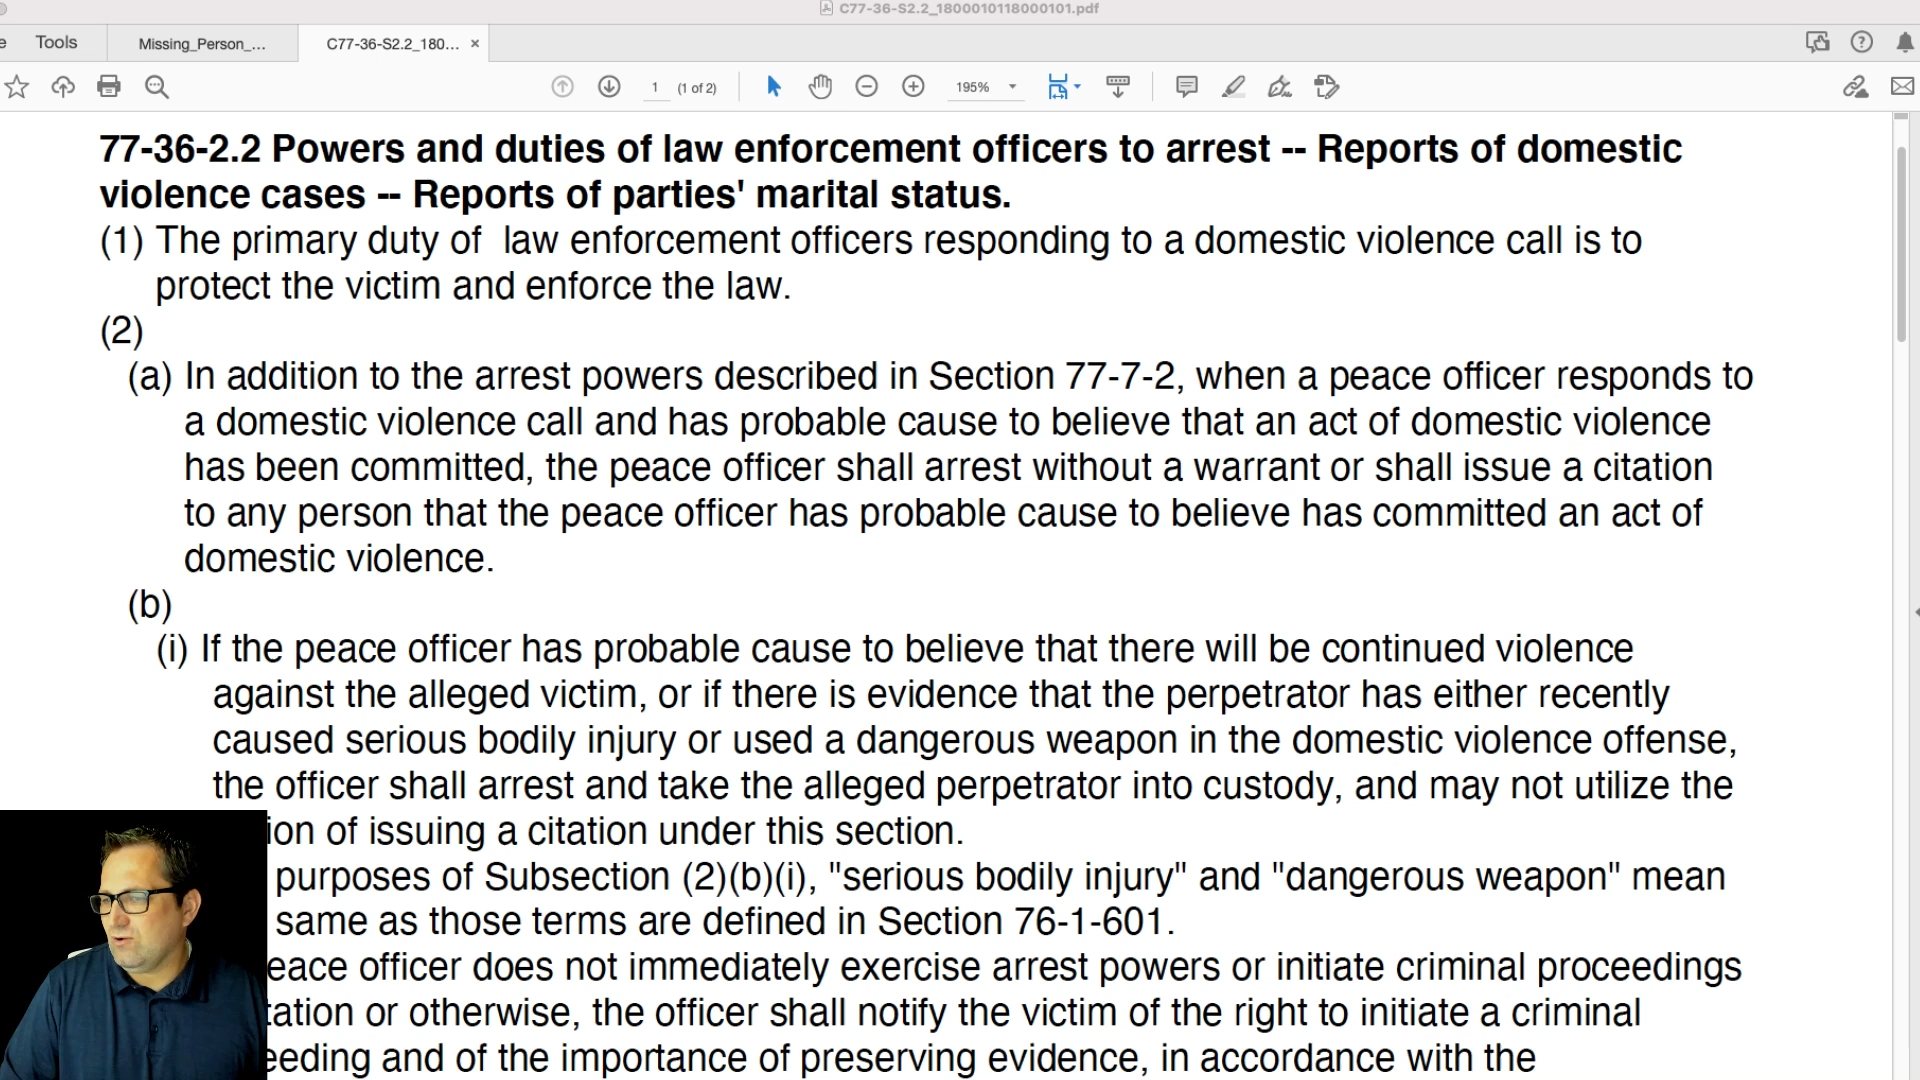 C77-36-S2.2_1800010118000101.pdf
Tools
Missing_Person_...
C77-36-S2.2_180... ×
1 (1 of 2)
195%
77-36-2.2 Powers and duties of law enforcement officers to arrest -- Reports of domestic
violence cases -- Reports of parties' marital status.
(1) The primary duty of law enforcement officers responding to a domestic violence call is to
protect the victim and enforce the law.
(2)
(a) In addition to the arrest powers described in Section 77-7-2, when a peace officer responds to
a domestic violence call and has probable cause to believe that an act of domestic violence
has been committed, the peace officer shall arrest without a warrant or shall issue a citation
to any person that the peace officer has probable cause to believe has committed an act of
domestic violence.
(b)
(i) If the peace officer has probable cause to believe that there will be continued violence
against the alleged victim, or if there is evidence that the perpetrator has either recently
caused serious bodily injury or used a dangerous weapon in the domestic violence offense,
the officer shall arrest and take the alleged perpetrator into custody, and may not utilize the
ion of issuing a citation under this section.
purposes of Subsection (2)(b)(i), "serious bodily injury" and "dangerous weapon" mean
same as those terms are defined in Section 76-1-601.
eace officer does not immediately exercise arrest powers or initiate criminal proceedings
tation or otherwise, the officer shall notify the victim of the right to initiate a criminal
eeding and of the importance of preserving evidence, in accordance with the